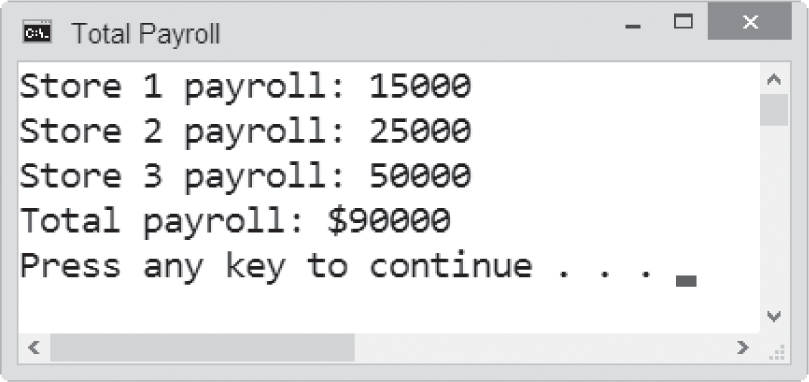 C:\.
Total Payroll
Store 1 payroll: 15000
Store 2 payroll: 25000
Store 3 payroll: 50000
Total payroll: $90000
Press any key to continue . . .